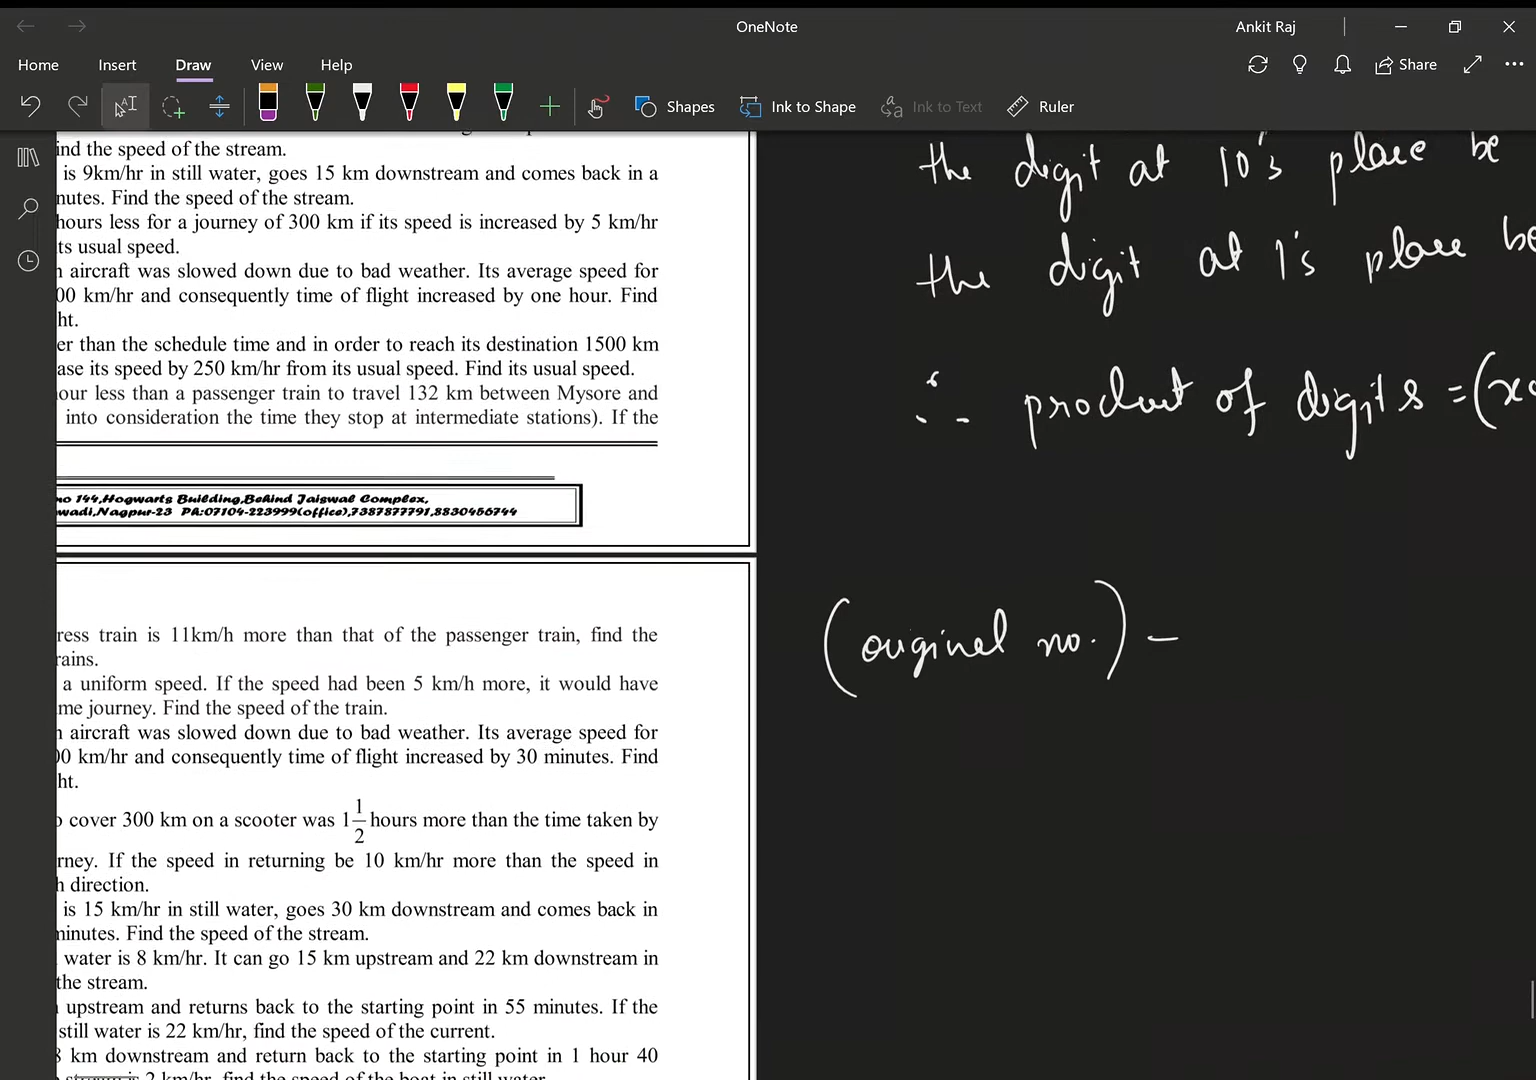 OneNote
Ankit Raj
Home Insert Draw View Help
Share
Shapes Ink to Shape Ink to Text Ruler
ind the speed of the stream.
is 9km/hr in still water, goes 15 km downstream and comes back in a
nutes. Find the speed of the stream.
hours less for a journey of 300 km if its speed is increased by 5 km/hr
ts usual speed.
n aircraft was slowed down due to bad weather. Its average speed for
00 km/hr and consequently time of flight increased by one hour. Find
ht.
er than the schedule time and in order to reach its destination 1500 km
ase its speed by 250 km/hr from its usual speed. Find its usual speed.
our less than a passenger train to travel 132 km between Mysore and
into consideration the time they stop at intermediate stations). If the
no 144,Hogwarts Building,Behind Jaiswal Complex,
wadi,Nagpur-23 Ph:07104-223999(office),7387877791,8830456744
ress train is 11km/h more than that of the passenger train, find the
rains.
a uniform speed. If the speed had been 5 km/h more, it would have
me journey. Find the speed of the train.
n aircraft was slowed down due to bad weather. Its average speed for
00 km/hr and consequently time of flight increased by 30 minutes. Find
ht.
o cover 300 km on a scooter was 1 1/2 hours more than the time taken by
rney. If the speed in returning be 10 km/hr more than the speed in
h direction.
is 15 km/hr in still water, goes 30 km downstream and comes back in
minutes. Find the speed of the stream.
water is 8 km/hr. It can go 15 km upstream and 22 km downstream in
the stream.
upstream and returns back to the starting point in 55 minutes. If the
still water is 22 km/hr, find the speed of the current.
8 km downstream and return back to the starting point in 1 hour 40
2 km/hr, find the speed of the boat in still water.
the digit at 10's place be
the digit at 1's place be
∴ product of digits = (x
(original no.) -